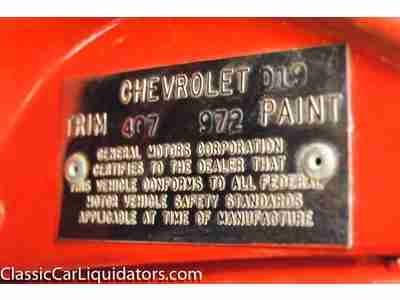 CHEVROLET D19
TRIM 407 972 PAINT
GENERAL MOTORS CORPORATION
CERTIFIES TO THE DEALER THAT
THIS VEHICLE CONFORMS TO ALL FEDERAL
MOTOR VEHICLE SAFETY STANDARDS
APPLICABLE AT TIME OF MANUFACTURE
ClassicCarLiquidators.com